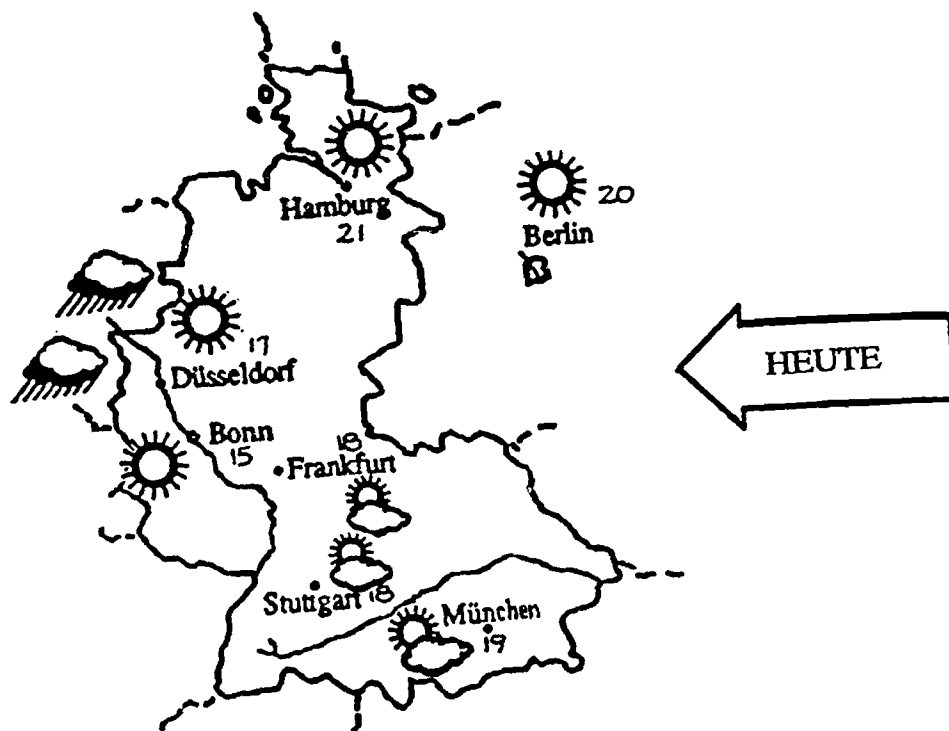 Hamburg
21
20
Berlin
17
Düsseldorf
HEUTE
Bonn
15
18
Frankfurt
Stuttgart 18
München
19